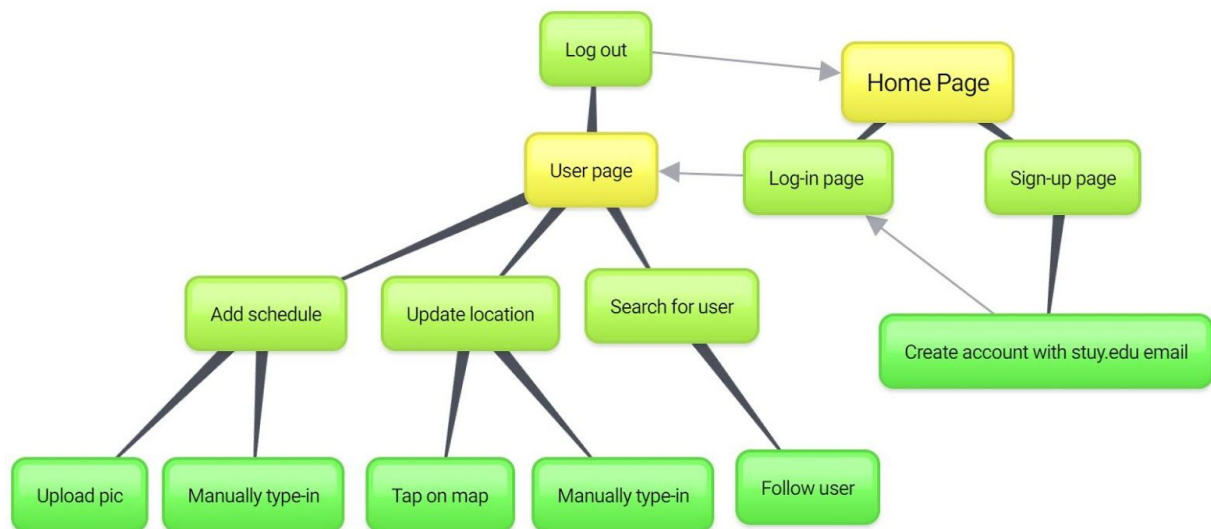 Log out
Home Page
User page
Log-in page
Sign-up page
Add schedule
Update location
Search for user
Create account with stuy.edu email
Upload pic
Manually type-in
Tap on map
Manually type-in
Follow user